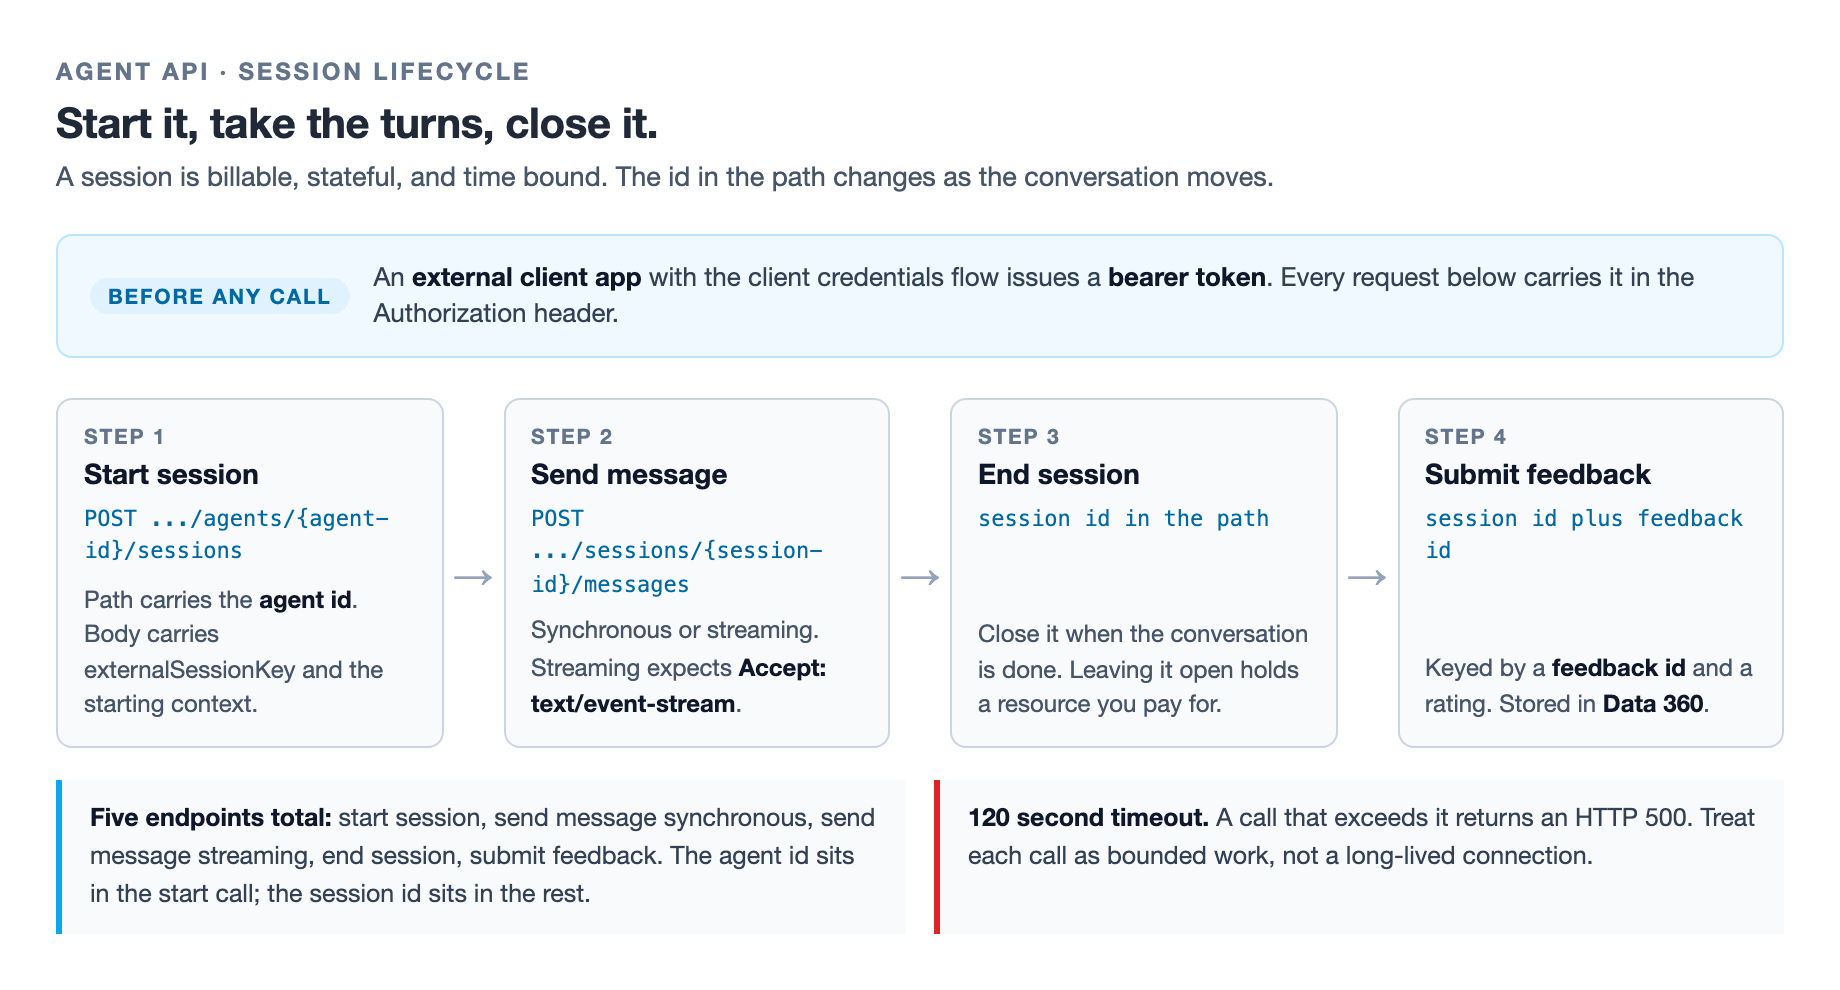 AGENT API · SESSION LIFECYCLE
Start it, take the turns, close it.
A session is billable, stateful, and time bound. The id in the path changes as the conversation moves.
BEFORE ANY CALL
An external client app with the client credentials flow issues a bearer token. Every request below carries it in the
Authorization header.
STEP 1
Start session
POST .../agents/{agent-
id}/sessions
Path carries the agent id.
Body carries
externalSessionKey and the
starting context.
→
STEP 2
Send message
POST
.../sessions/{session-
id}/messages
Synchronous or streaming.
Streaming expects Accept:
text/event-stream.
→
STEP 3
End session
session id in the path
Close it when the conversation
is done. Leaving it open holds
a resource you pay for.
→
STEP 4
Submit feedback
session id plus feedback
id
Keyed by a feedback id and a
rating. Stored in Data 360.
Five endpoints total: start session, send message synchronous, send
message streaming, end session, submit feedback. The agent id sits
in the start call; the session id sits in the rest.
120 second timeout. A call that exceeds it returns an HTTP 500. Treat
each call as bounded work, not a long-lived connection.